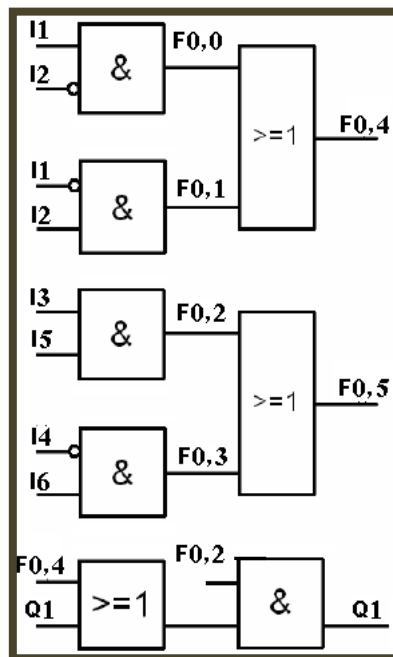 I1
&
F0,0
I2
>=1
F0,4
I1
&
F0,1
I2
I3
&
F0,2
I5
>=1
F0,5
I4
&
F0,3
I6
F0,4
>=1
F0,2
&
Q1
Q1